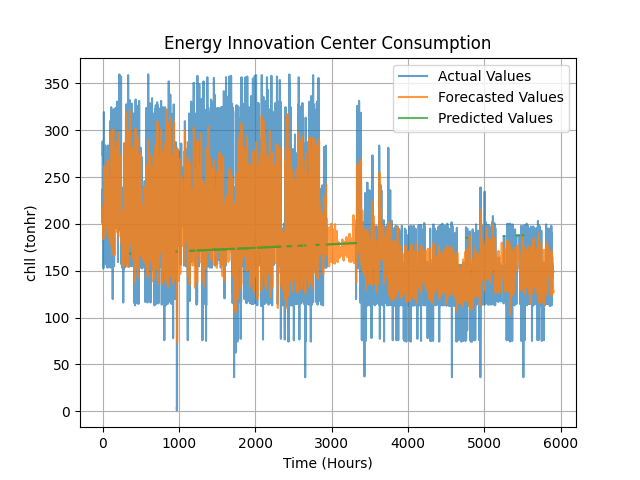 Energy Innovation Center Consumption
Actual Values
Forecasted Values
Predicted Values
350
300
250
200
150
100
50
0
chll (tonhr)
0 1000 2000 3000 4000 5000 6000
Time (Hours)